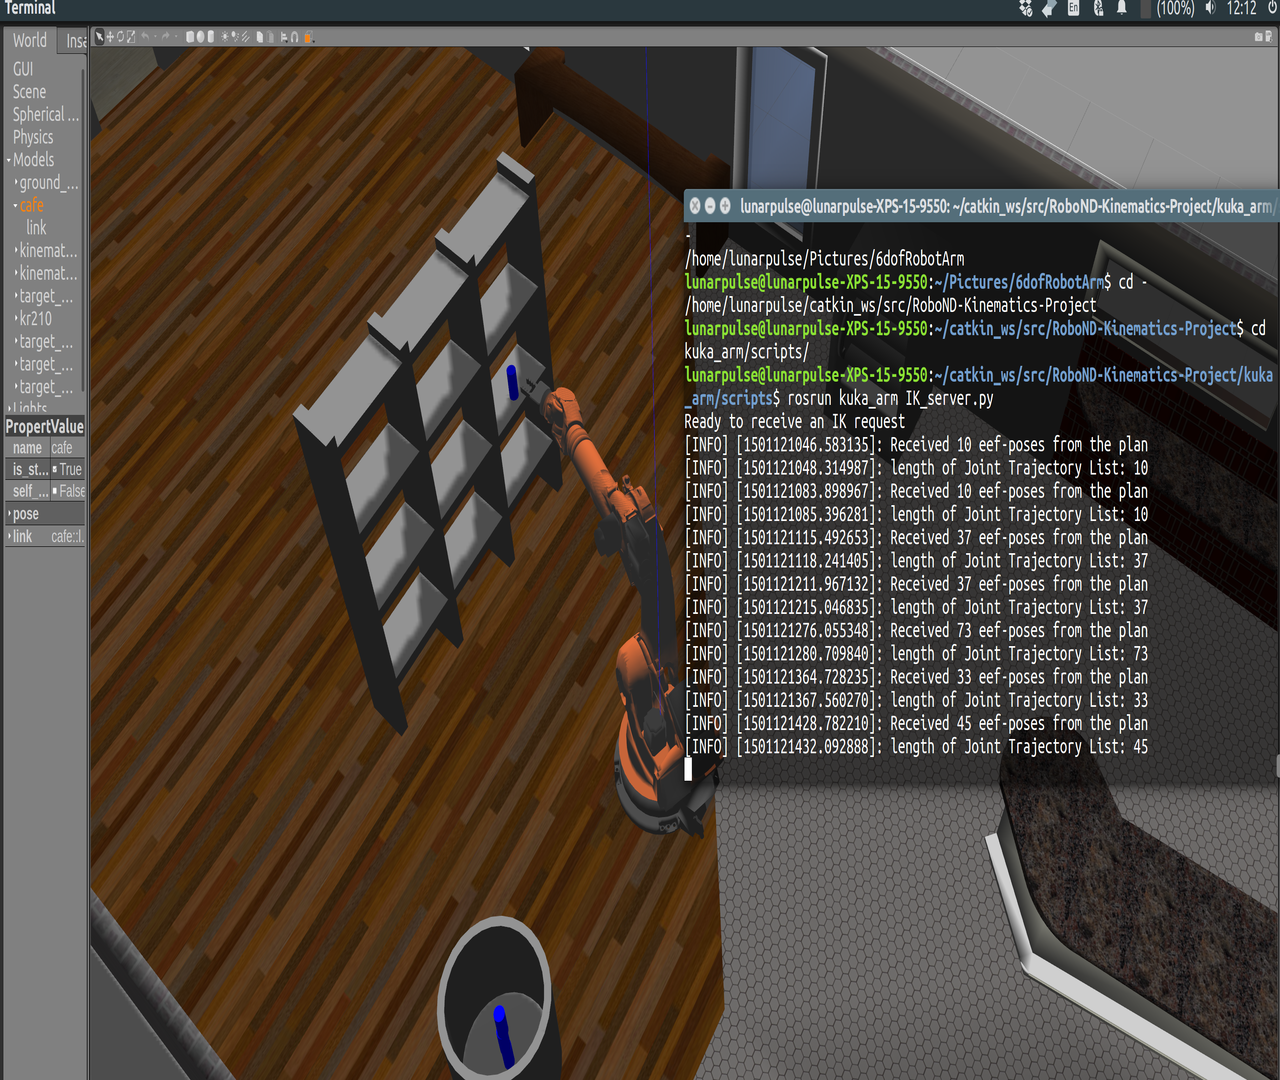 Terminal
En
(100%)
12:12
World
Insa
GUI
Scene
Spherical ...
Physics
Models
ground_...
cafe
link
kinemat...
kinemat...
target_...
kr210
target_...
target_...
target_...
Lights
Propert Value
name cafe
is_st... True
self_... False
pose
link cafe::l.
lunarpulse@lunarpulse-XPS-15-9550: ~/catkin_ws/src/RoboND-Kinematics-Project/kuka_arm/
-
/home/lunarpulse/Pictures/6dofRobotArm
lunarpulse@lunarpulse-XPS-15-9550:~/Pictures/6dofRobotArm$ cd -
/home/lunarpulse/catkin_ws/src/RoboND-Kinematics-Project
lunarpulse@lunarpulse-XPS-15-9550:~/catkin_ws/src/RoboND-Kinematics-Project$ cd
kuka_arm/scripts/
lunarpulse@lunarpulse-XPS-15-9550:~/catkin_ws/src/RoboND-Kinematics-Project/kuka
_arm/scripts$ rosrun kuka_arm IK_server.py
Ready to receive an IK request
[INFO] [1501121046.583135]: Received 10 eef-poses from the plan
[INFO] [1501121048.314987]: length of Joint Trajectory List: 10
[INFO] [1501121083.898967]: Received 10 eef-poses from the plan
[INFO] [1501121085.396281]: length of Joint Trajectory List: 10
[INFO] [1501121115.492653]: Received 37 eef-poses from the plan
[INFO] [1501121118.241405]: length of Joint Trajectory List: 37
[INFO] [1501121211.967132]: Received 37 eef-poses from the plan
[INFO] [1501121215.046835]: length of Joint Trajectory List: 37
[INFO] [1501121276.055348]: Received 73 eef-poses from the plan
[INFO] [1501121280.709840]: length of Joint Trajectory List: 73
[INFO] [1501121364.728235]: Received 33 eef-poses from the plan
[INFO] [1501121367.560270]: length of Joint Trajectory List: 33
[INFO] [1501121428.782210]: Received 45 eef-poses from the plan
[INFO] [1501121432.092888]: length of Joint Trajectory List: 45